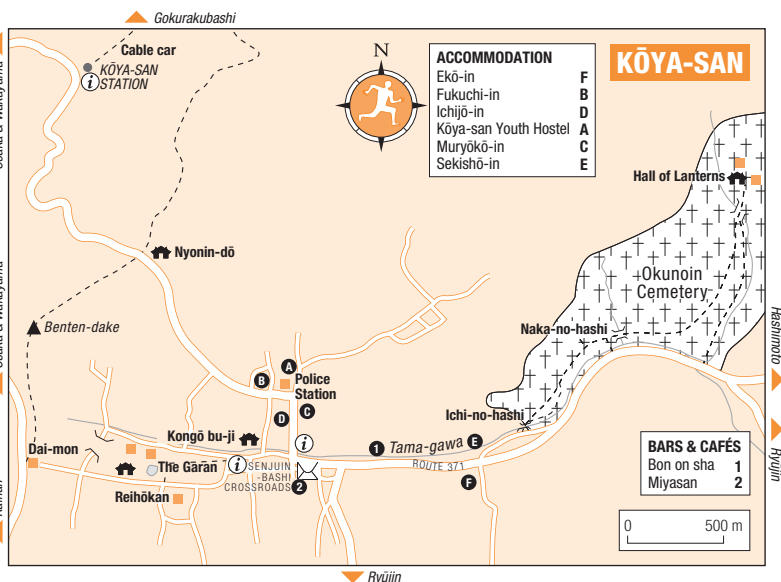 Gokurakubashi
Cable car
KŌYA-SAN
STATION
i
N
ACCOMMODATION
Ekō-in F
Fukuchi-in B
Ichijō-in D
Kōya-san Youth Hostel A
Muryōkō-in C
Sekishō-in E
KŌYA-SAN
Hall of Lanterns
Nyonin-dō
Okunoin
Cemetery
Naka-no-hashi
Hashimoto
Benten-dake
A
B
Police
Station
C
D
Ichi-no-hashi
Kongō bu-ji
i
1
Tama-gawa
E
Ryūjin
Dai-mon
The Garan
i
SENJUIN
-BASHI
CROSSROADS
ROUTE 371
2
F
Reihōkan
BARS & CAFÉS
Bon on sha 1
Miyasan 2
0 500 m
Ryūjin